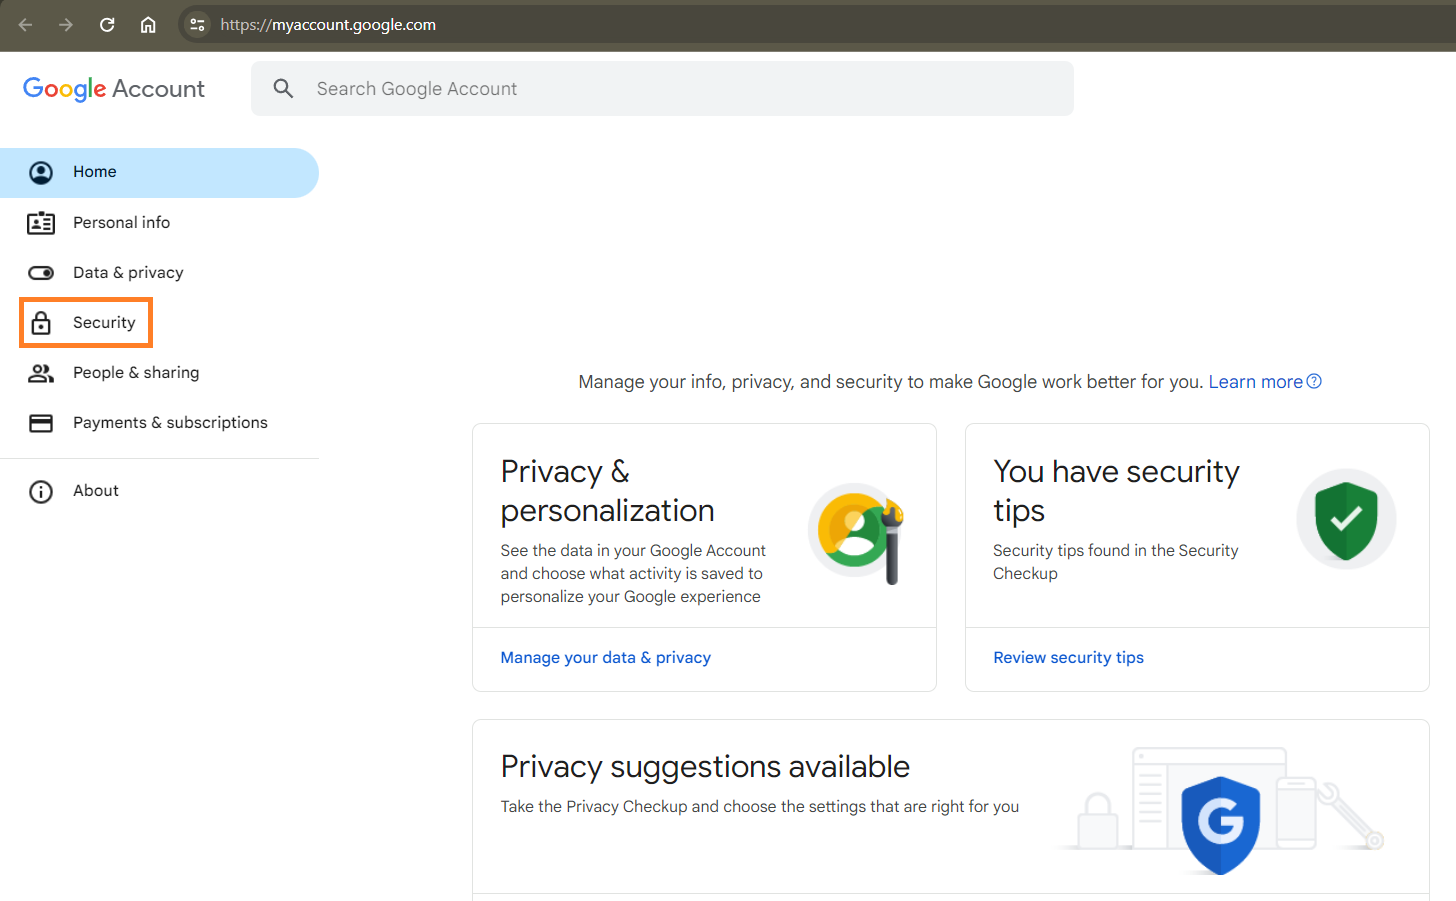 https://myaccount.google.com
Google Account
Search Google Account
Home
Personal info
Data & privacy
Security
People & sharing
Payments & subscriptions
About
Manage your info, privacy, and security to make Google work better for you. Learn more
Privacy &
personalization
See the data in your Google Account
and choose what activity is saved to
personalize your Google experience
Manage your data & privacy
You have security
tips
Security tips found in the Security
Checkup
Review security tips
Privacy suggestions available
Take the Privacy Checkup and choose the settings that are right for you
G